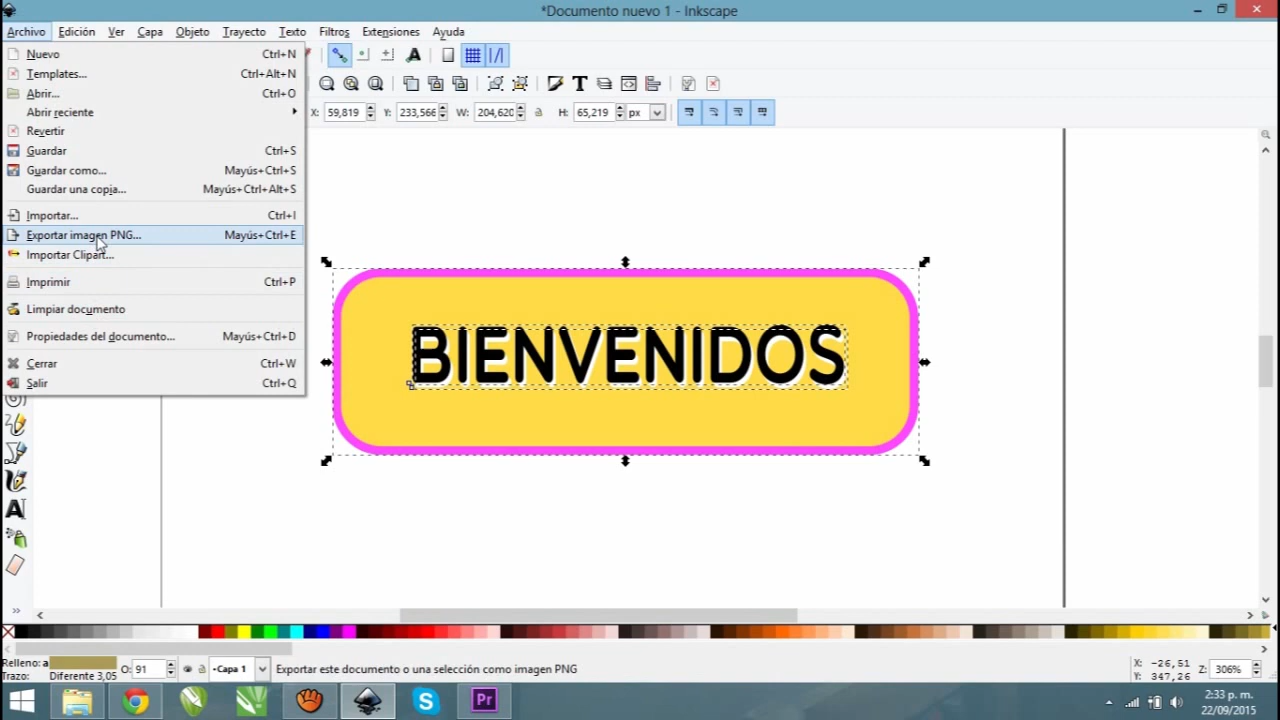 *Documento nuevo 1 - Inkscape
Archivo Edición Ver Capa Objeto Trayecto Texto Filtros Extensiones Ayuda
Nuevo Ctrl+N
Templates... Ctrl+Alt+N
Abrir... Ctrl+O
Abrir reciente
X: 59,819 Y: 233,566 W: 204,620 H: 65,219 px
Revertir
Guardar Ctrl+S
Guardar como... Mayús+Ctrl+S
Guardar una copia... Mayús+Ctrl+Alt+S
Importar... Ctrl+I
Exportar imagen PNG... Mayús+Ctrl+E
Importar Clipart...
Imprimir Ctrl+P
Limpiar documento
Propiedades del documento... Mayús+Ctrl+D
Cerrar Ctrl+W
Salir Ctrl+Q
BIENVENIDOS
Relleno: a O: 91 •Capa 1 Exportar este documento o una selección como imagen PNG X: -26,51 Z: 306%
Trazo: Diferente 3,05 Y: 347,26
Pr
2:33 p. m.
22/09/2015